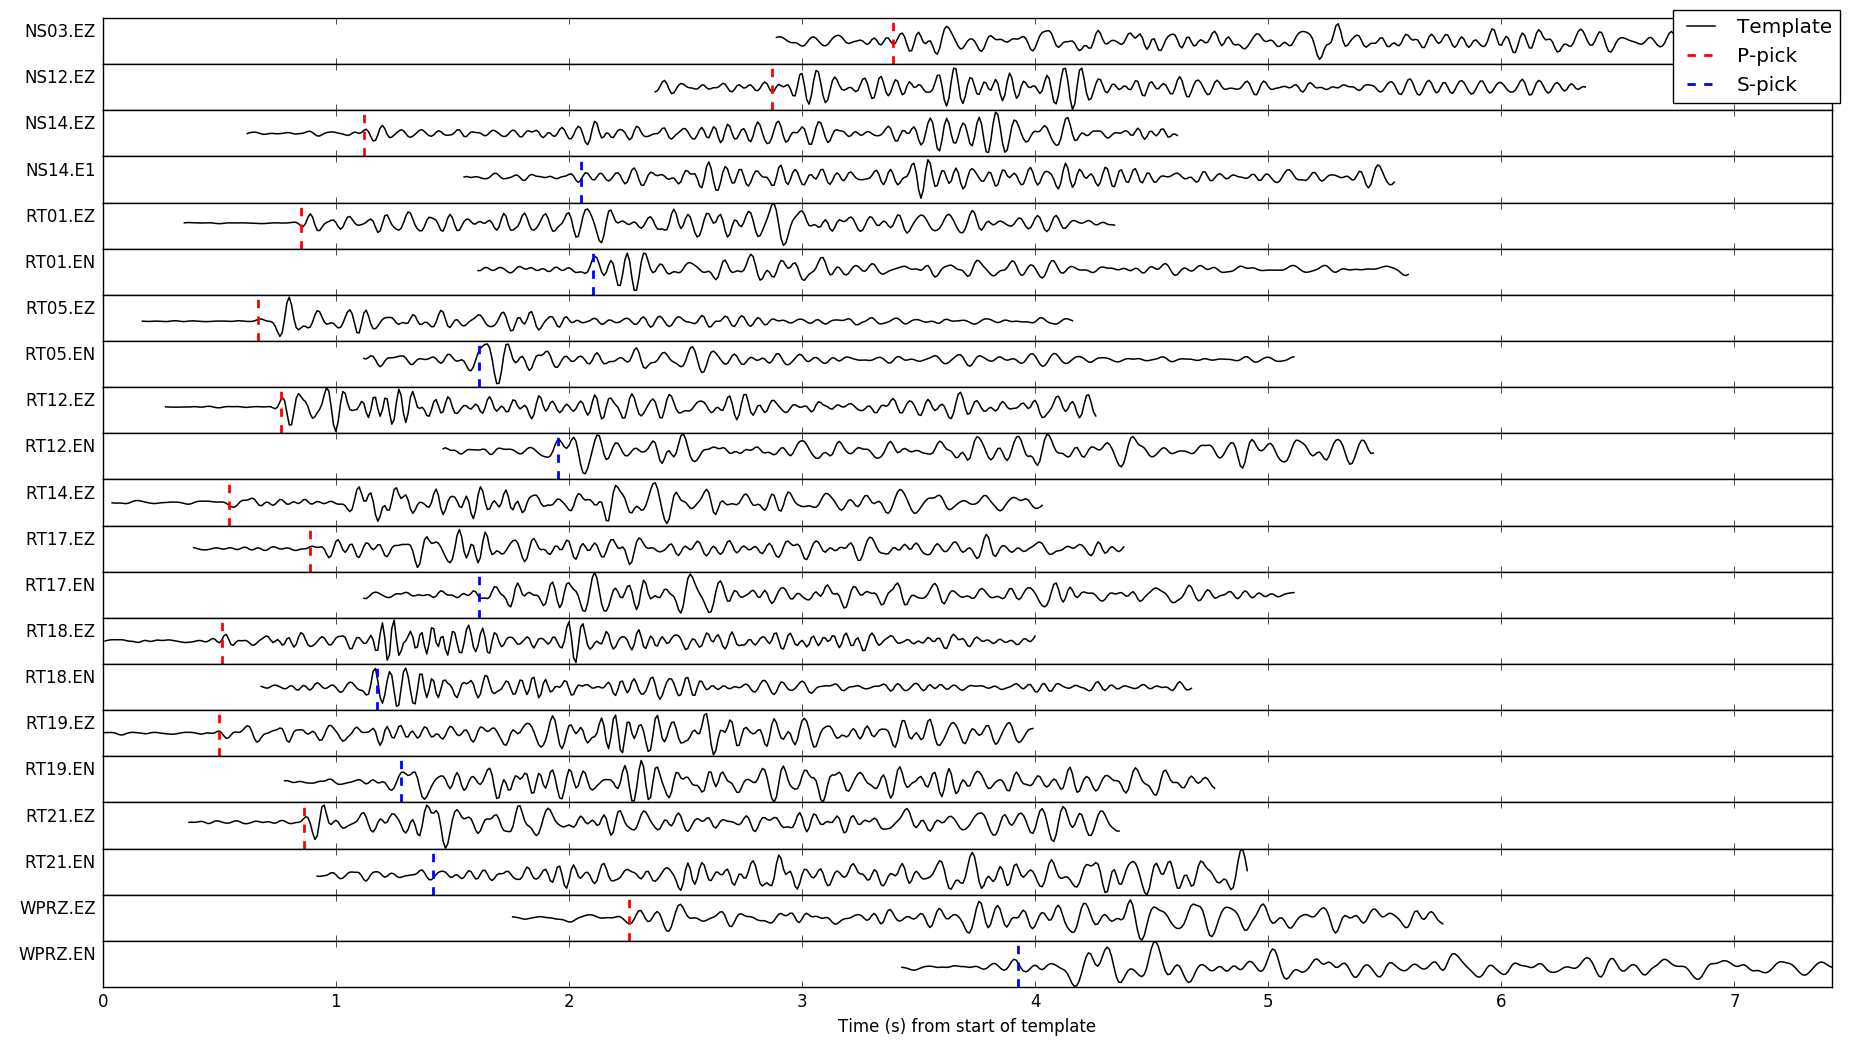 NS03.EZ
NS12.EZ
NS14.EZ
NS14.E1
RT01.EZ
RT01.EN
RT05.EZ
RT05.EN
RT12.EZ
RT12.EN
RT14.EZ
RT17.EZ
RT17.EN
RT18.EZ
RT18.EN
RT19.EZ
RT19.EN
RT21.EZ
RT21.EN
WPRZ.EZ
WPRZ.EN
Template
P-pick
S-pick
0 1 2 3 4 5 6 7
Time (s) from start of template